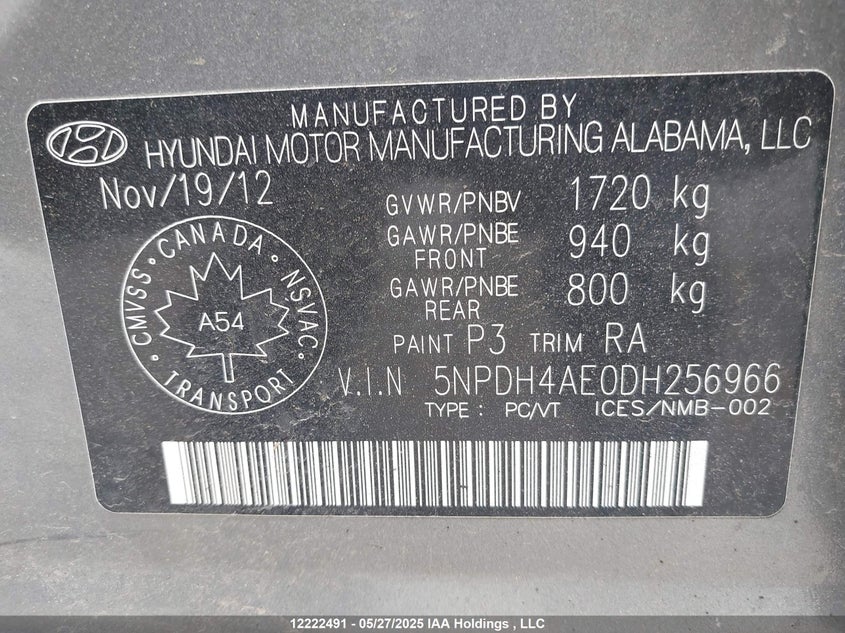 MANUFACTURED BY
HYUNDAI MOTOR MANUFACTURING ALABAMA, LLC
Nov/19/12
GVWR/PNBV 1720 kg
GAWR/PNBE FRONT 940 kg
GAWR/PNBE REAR 800 kg
CMVSS · CANADA · NSVAC
A54
TRANSPORT
PAINT P3 TRIM RA
V.I.N 5NPDH4AE0DH256966
TYPE : PC/VT ICES/NMB-002
12222491 - 05/27/2025 IAA Holdings , LLC